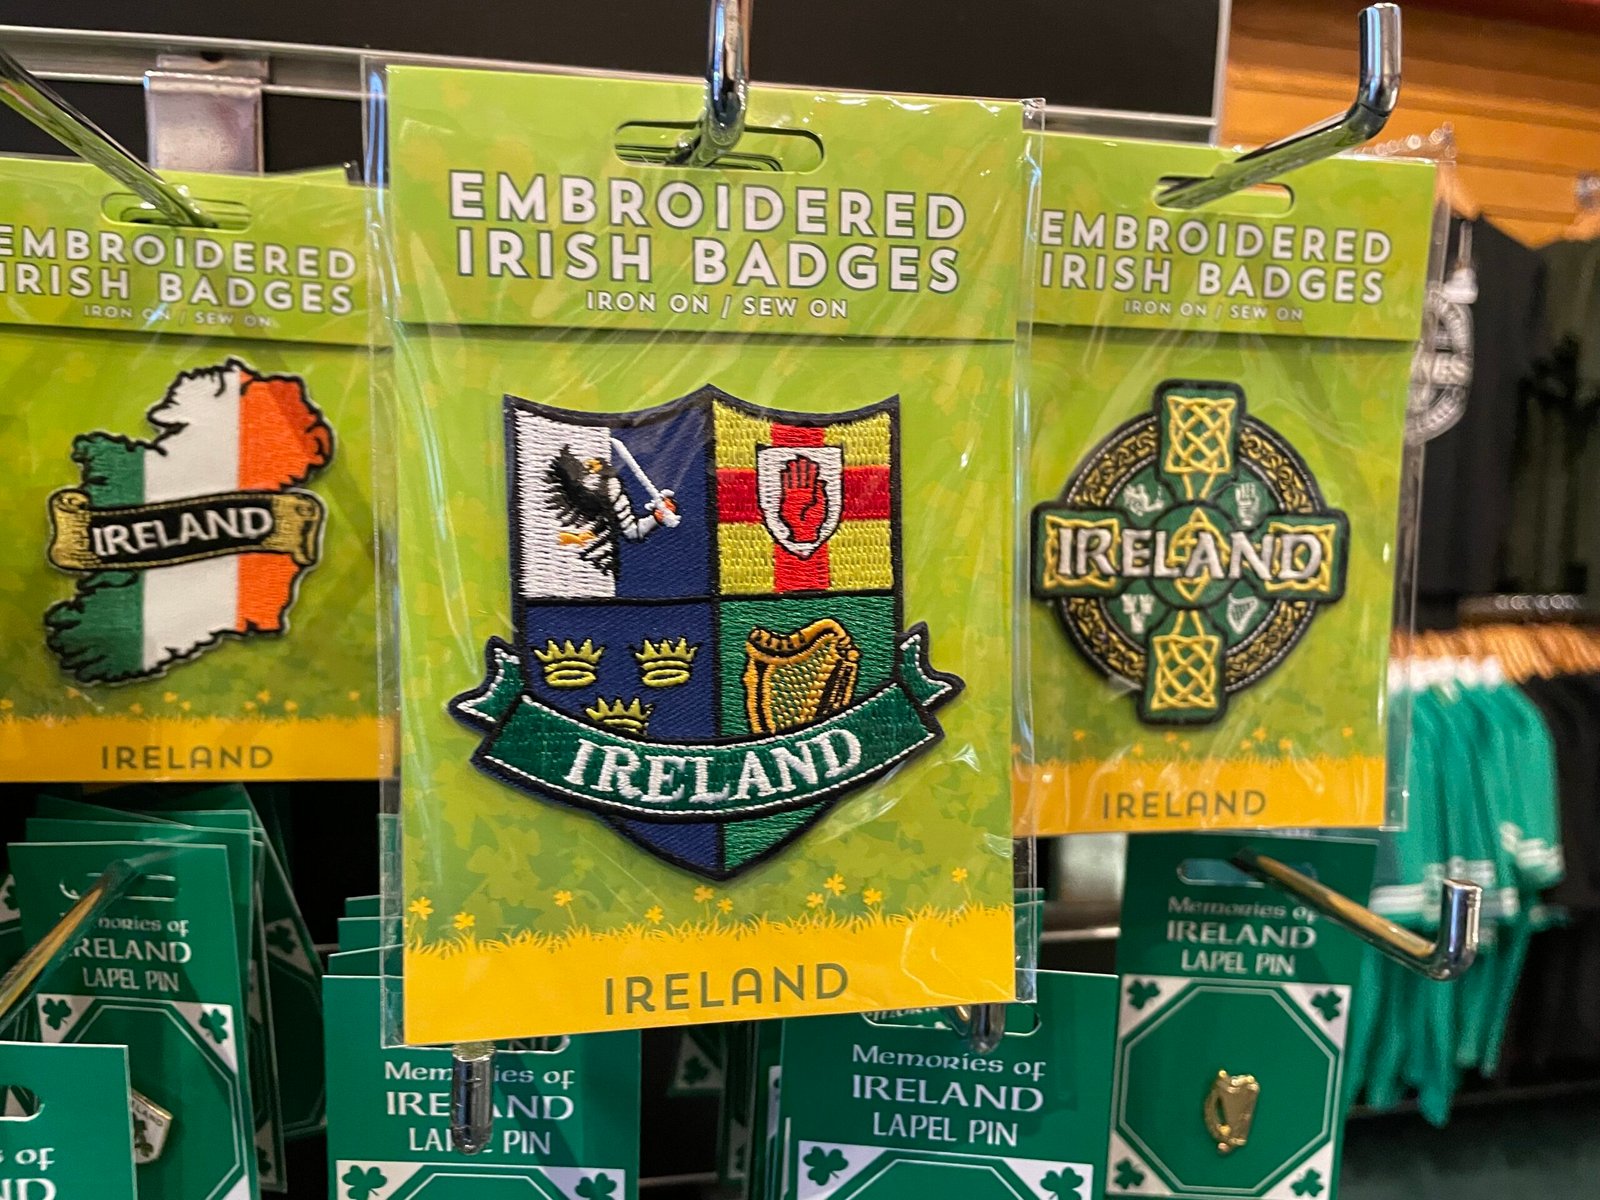 EMBROIDERED
IRISH BADGES
IRON ON / SEW ON
IRELAND
IRELAND
EMBROIDERED
IRISH BADGES
IRON ON / SEW ON
IRELAND
IRELAND
EMBROIDERED
IRISH BADGES
IRON ON / SEW ON
IRELAND
IRELAND
Memories of
IRELAND
LAPEL PIN
Memories of
IRELAND
LAPEL PIN
Memories of
IRELAND
LAPEL PIN
Memories of
IRELAND
LAPEL PIN
s of
ND